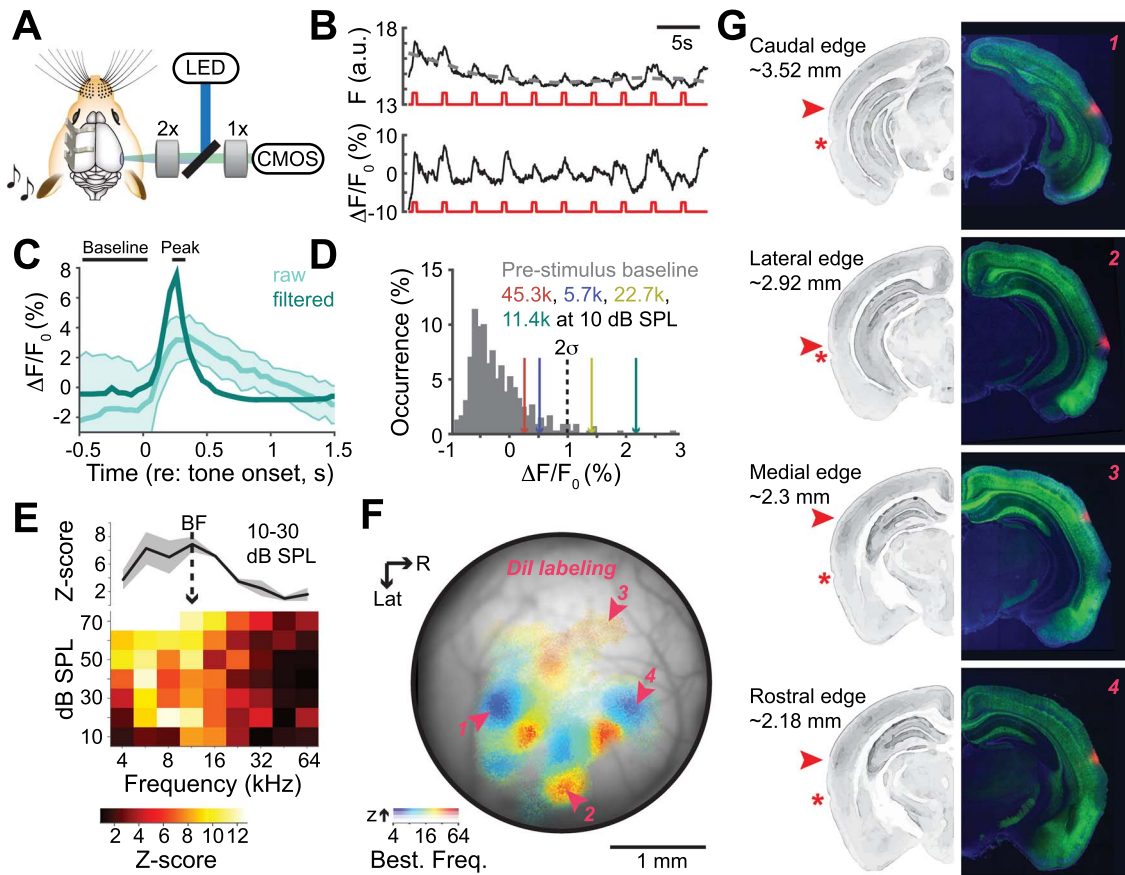 A
LED
2x
1x
CMOS
B
5s
18
F (a.u.)
13
10
ΔF/F0 (%)
0
-10
C
Baseline
Peak
raw
filtered
8
6
4
2
0
-2
ΔF/F0 (%)
-0.5
0
0.5
1
1.5
Time (re: tone onset, s)
D
Pre-stimulus baseline
45.3k, 5.7k, 22.7k,
11.4k at 10 dB SPL
2σ
15
10
5
0
Occurrence (%)
-1
0
1
2
3
ΔF/F0 (%)
E
BF
10-30
dB SPL
8
6
4
2
Z-score
70
50
30
10
dB SPL
4
8
16
32
64
Frequency (kHz)
2 4 6 8 10 12
Z-score
F
R
Lat
DiI labeling
3
4
1
2
z
4 16 64
Best. Freq.
1 mm
G
Caudal edge
~3.52 mm
*
1
Lateral edge
~2.92 mm
*
2
Medial edge
~2.3 mm
*
3
Rostral edge
~2.18 mm
*
4